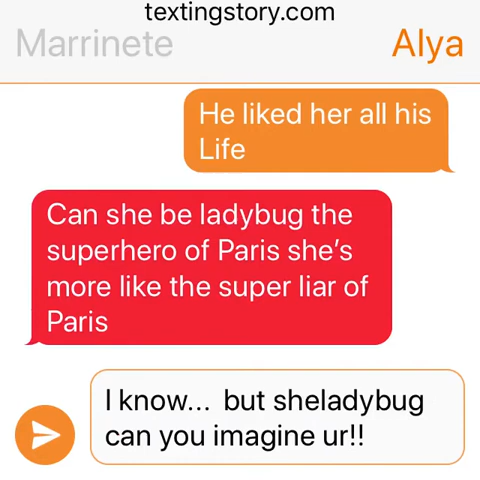 textingstory.com
Marrinete
Alya
He liked her all his
Life
Can she be ladybug the
superhero of Paris she’s
more like the super liar of
Paris
I know...  but sheladybug
can you imagine ur!!